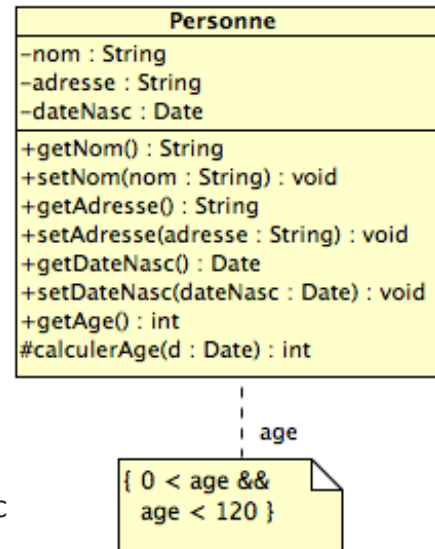 Personne
-nom : String
-adresse : String
-dateNasc : Date
+getNom() : String
+setNom(nom : String) : void
+getAdresse() : String
+setAdresse(adresse : String) : void
+getDateNasc() : Date
+setDateNasc(dateNasc : Date) : void
+getAge() : int
#calculerAge(d : Date) : int
age
{ 0 < age &&
age < 120 }
c